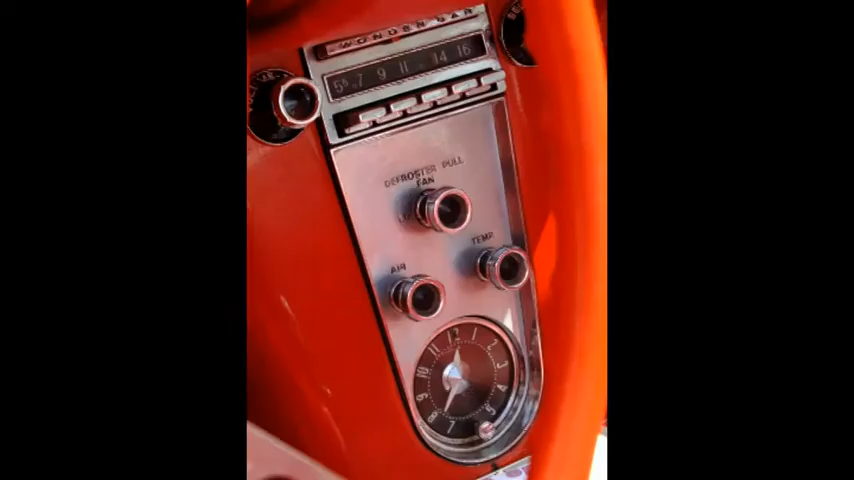 WONDER BAR
55 7 9 11 14 16
DEFROSTER PULL
FAN
TEMP
AIR
12
11 1
10 2
9 3
8 4
7 5